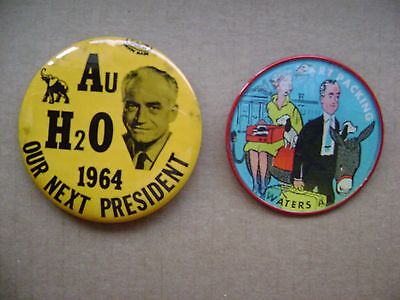 AU
H2O
1964
OUR NEXT PRESIDENT
PACKING
WATERS